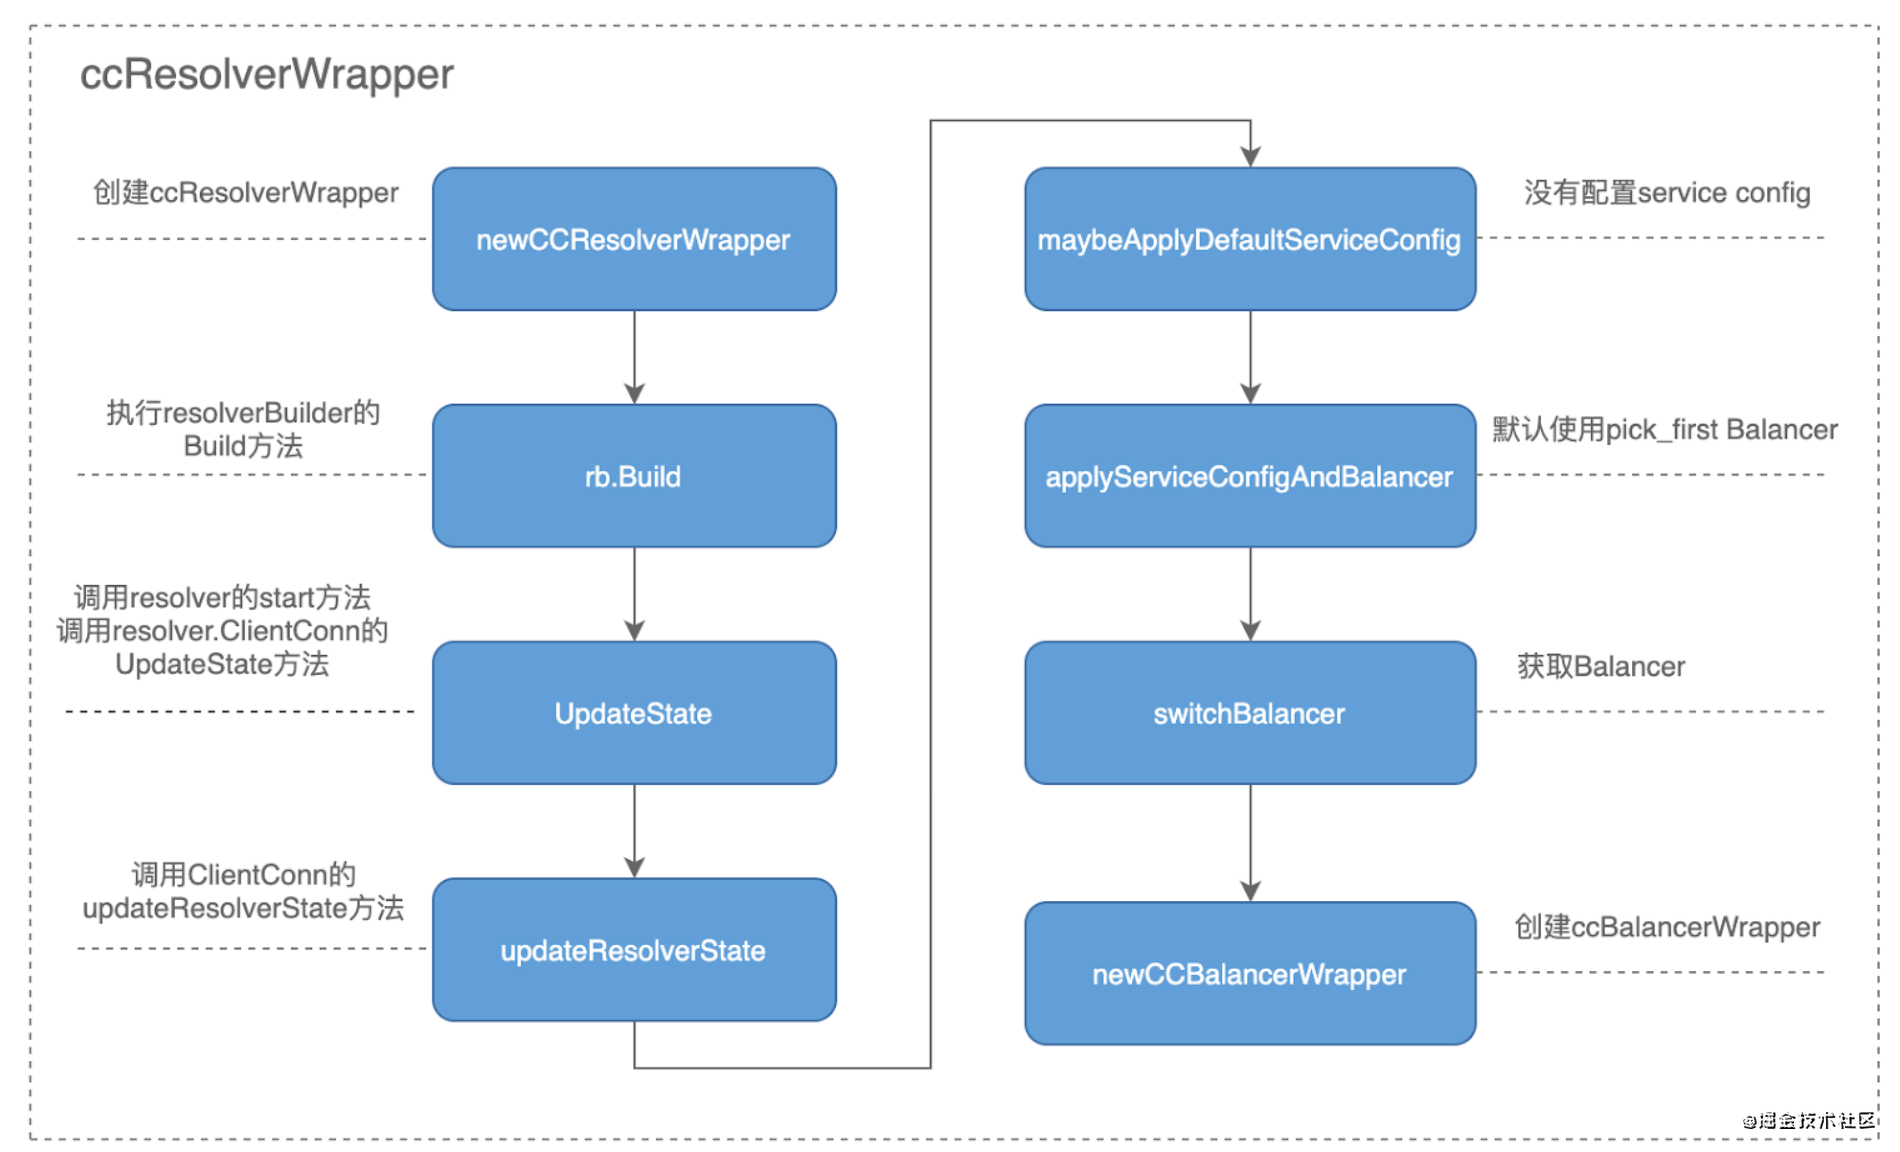 ccResolverWrapper
创建ccResolverWrapper
newCCResolverWrapper
执行resolverBuilder的
Build方法
rb.Build
调用resolver的start方法
调用resolver.ClientConn的
UpdateState方法
UpdateState
调用ClientConn的
updateResolverState方法
updateResolverState
maybeApplyDefaultServiceConfig
没有配置service config
applyServiceConfigAndBalancer
默认使用pick_first Balancer
switchBalancer
获取Balancer
newCCBalancerWrapper
创建ccBalancerWrapper
@掘金技术社区